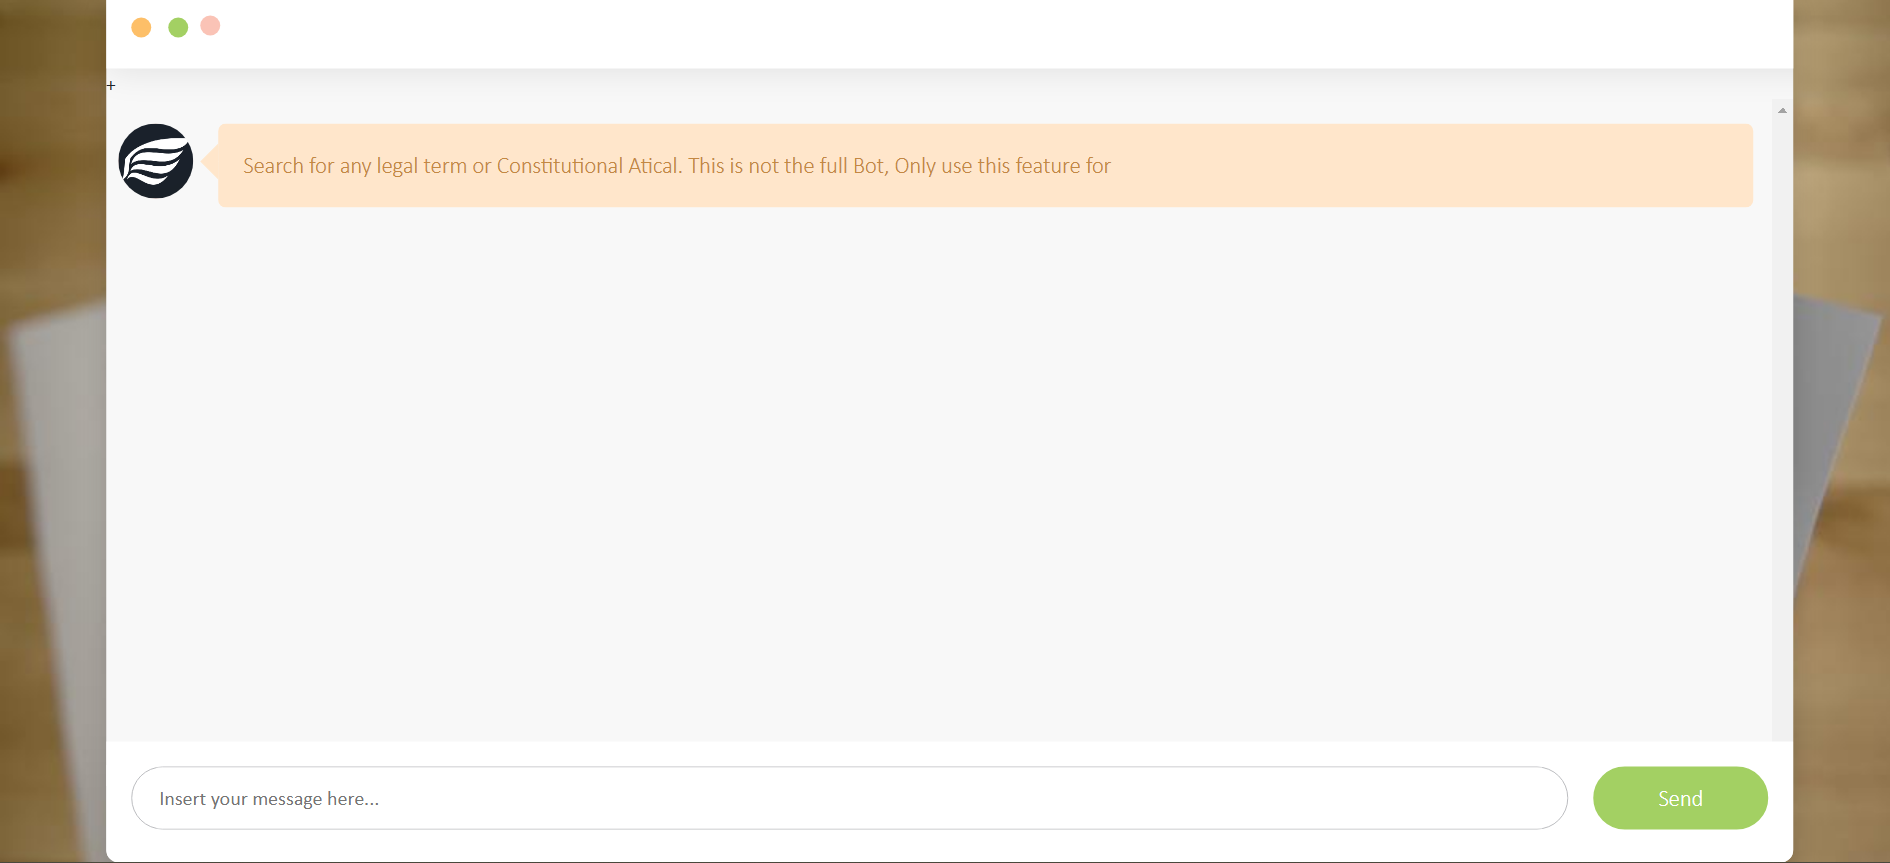 +
Search for any legal term or Constitutional Atical. This is not the full Bot, Only use this feature for
Insert your message here...
Send